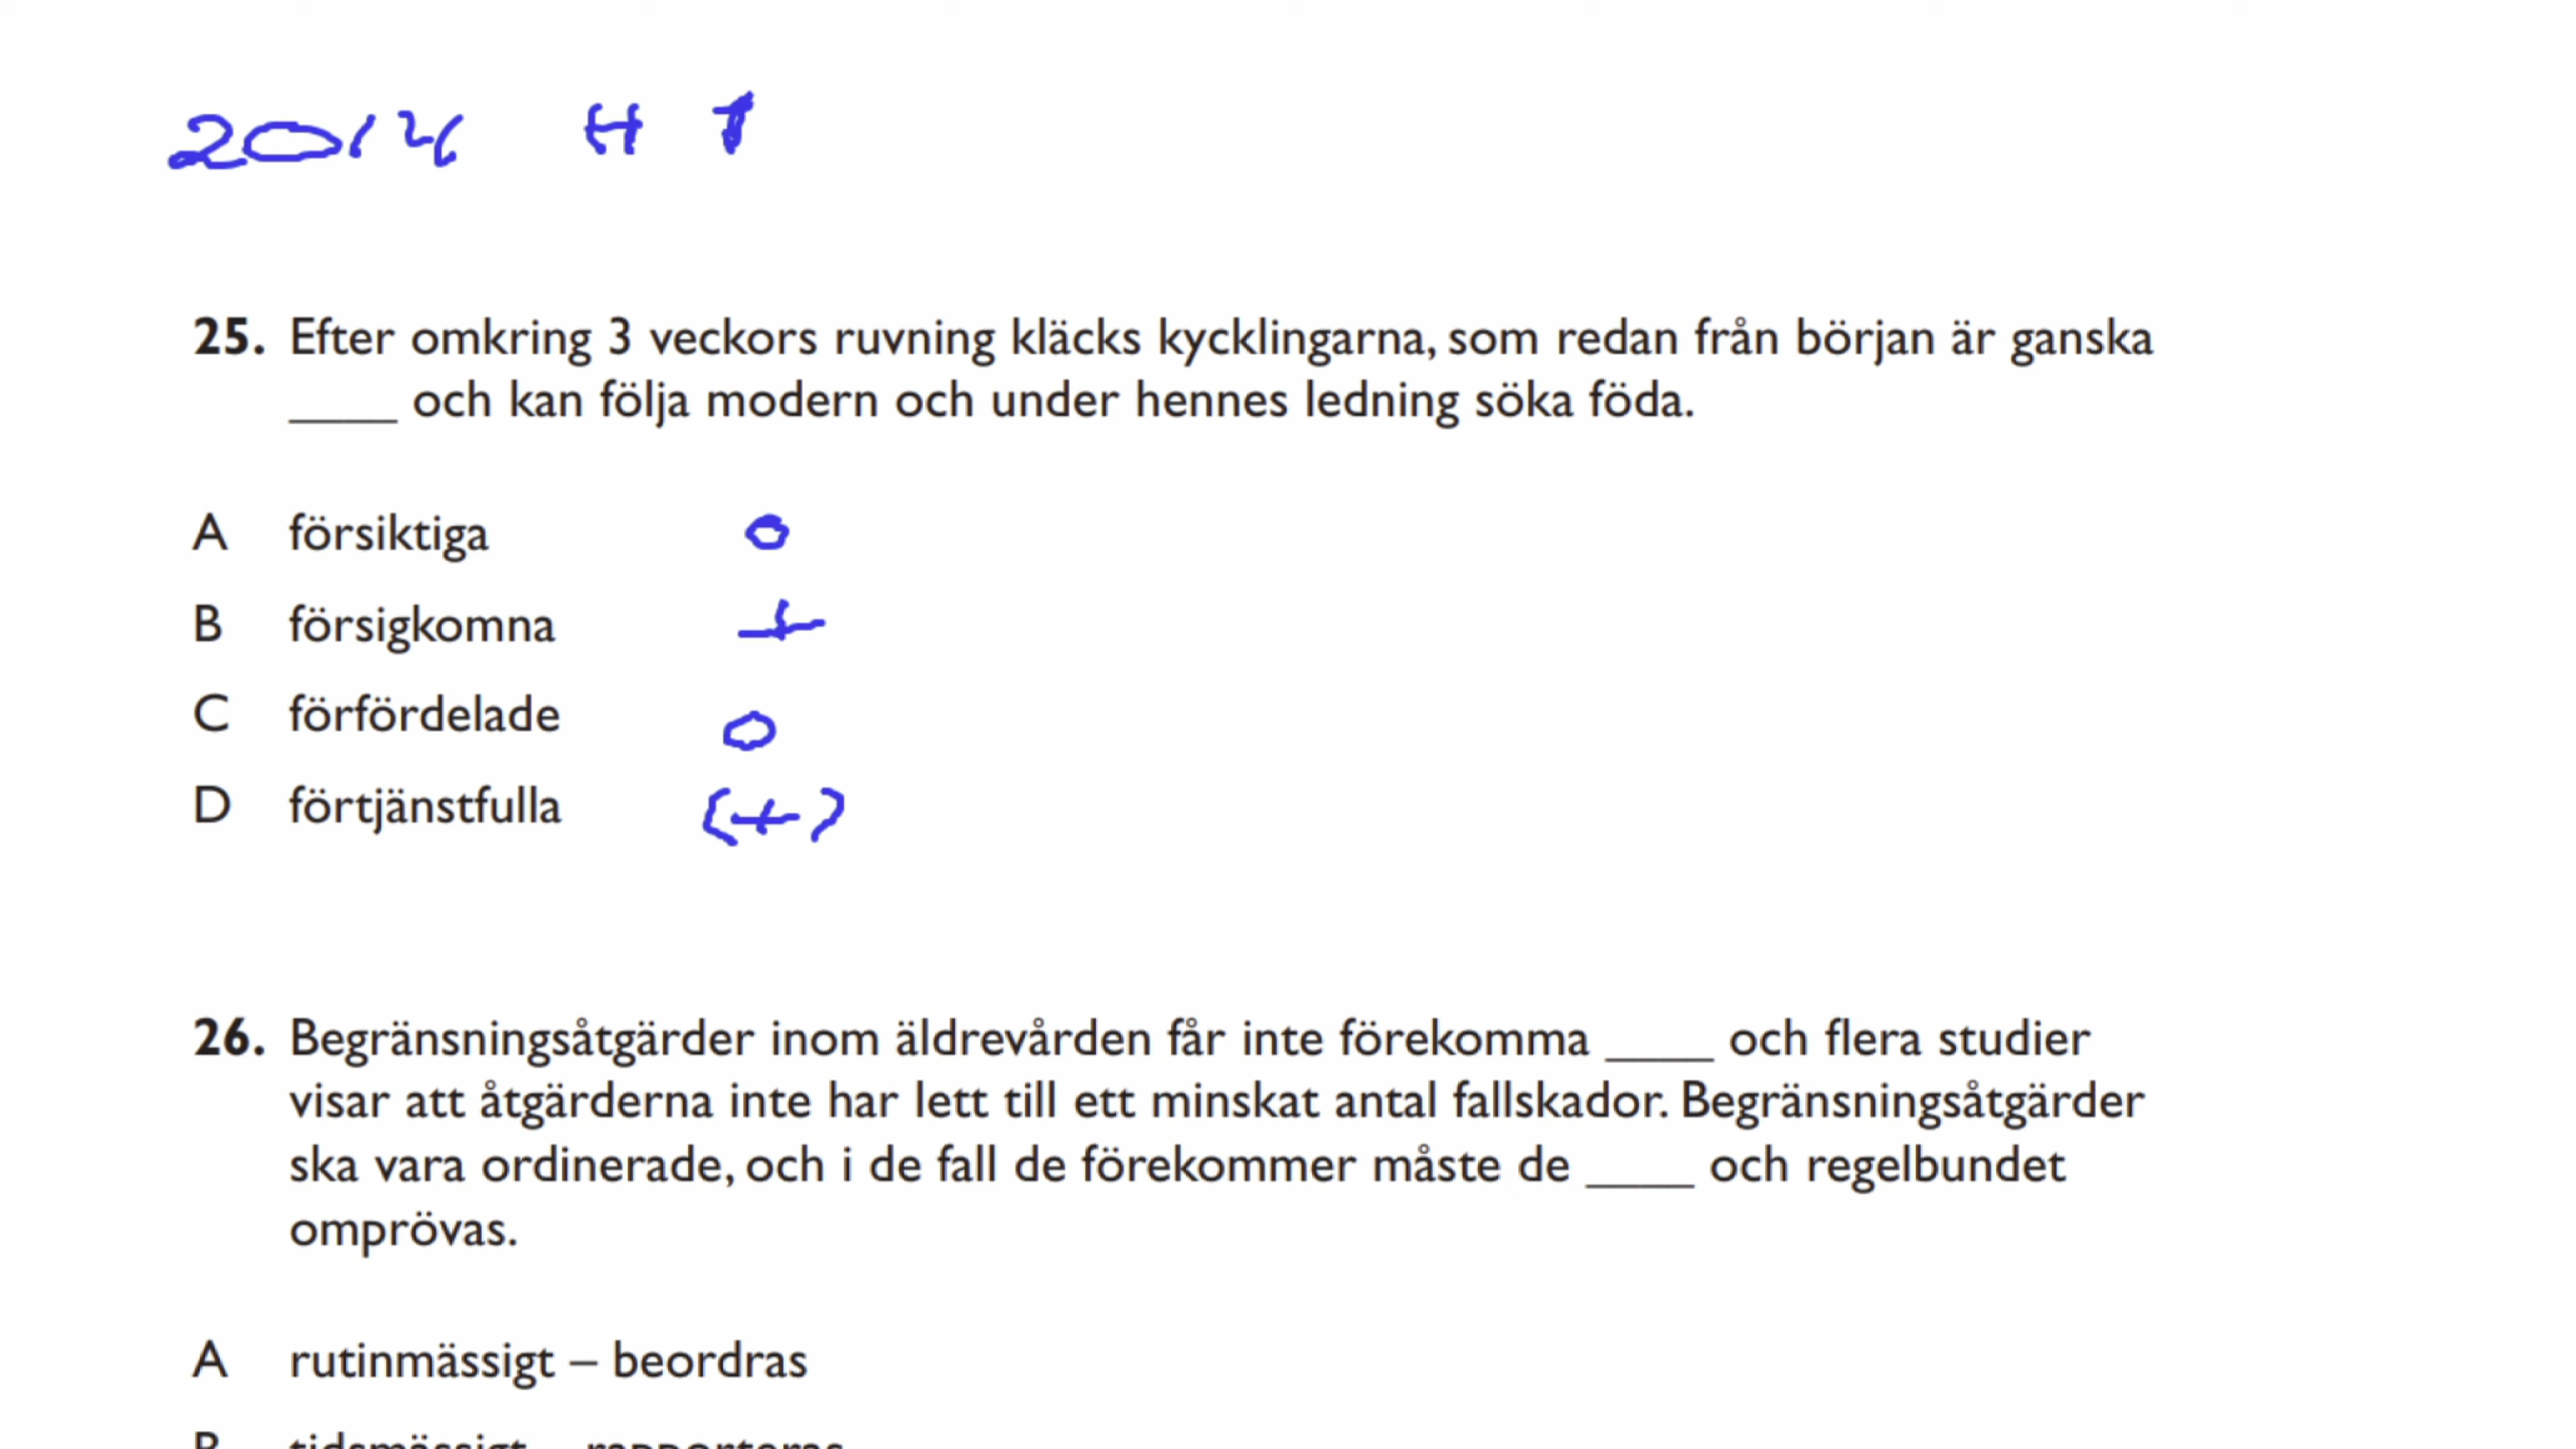 2014 HT
25. Efter omkring 3 veckors ruvning kläcks kycklingarna, som redan från början är ganska
____ och kan följa modern och under hennes ledning söka föda.
A försiktiga o
B försigkomna +
C förfördelade o
D förtjänstfulla (+)
26. Begränsningsåtgärder inom äldrevården får inte förekomma ____ och flera studier
visar att åtgärderna inte har lett till ett minskat antal fallskador. Begränsningsåtgärder
ska vara ordinerade, och i de fall de förekommer måste de ____ och regelbundet
omprövas.
A rutinmässigt – beordras
B tidsmässigt – rapporteras